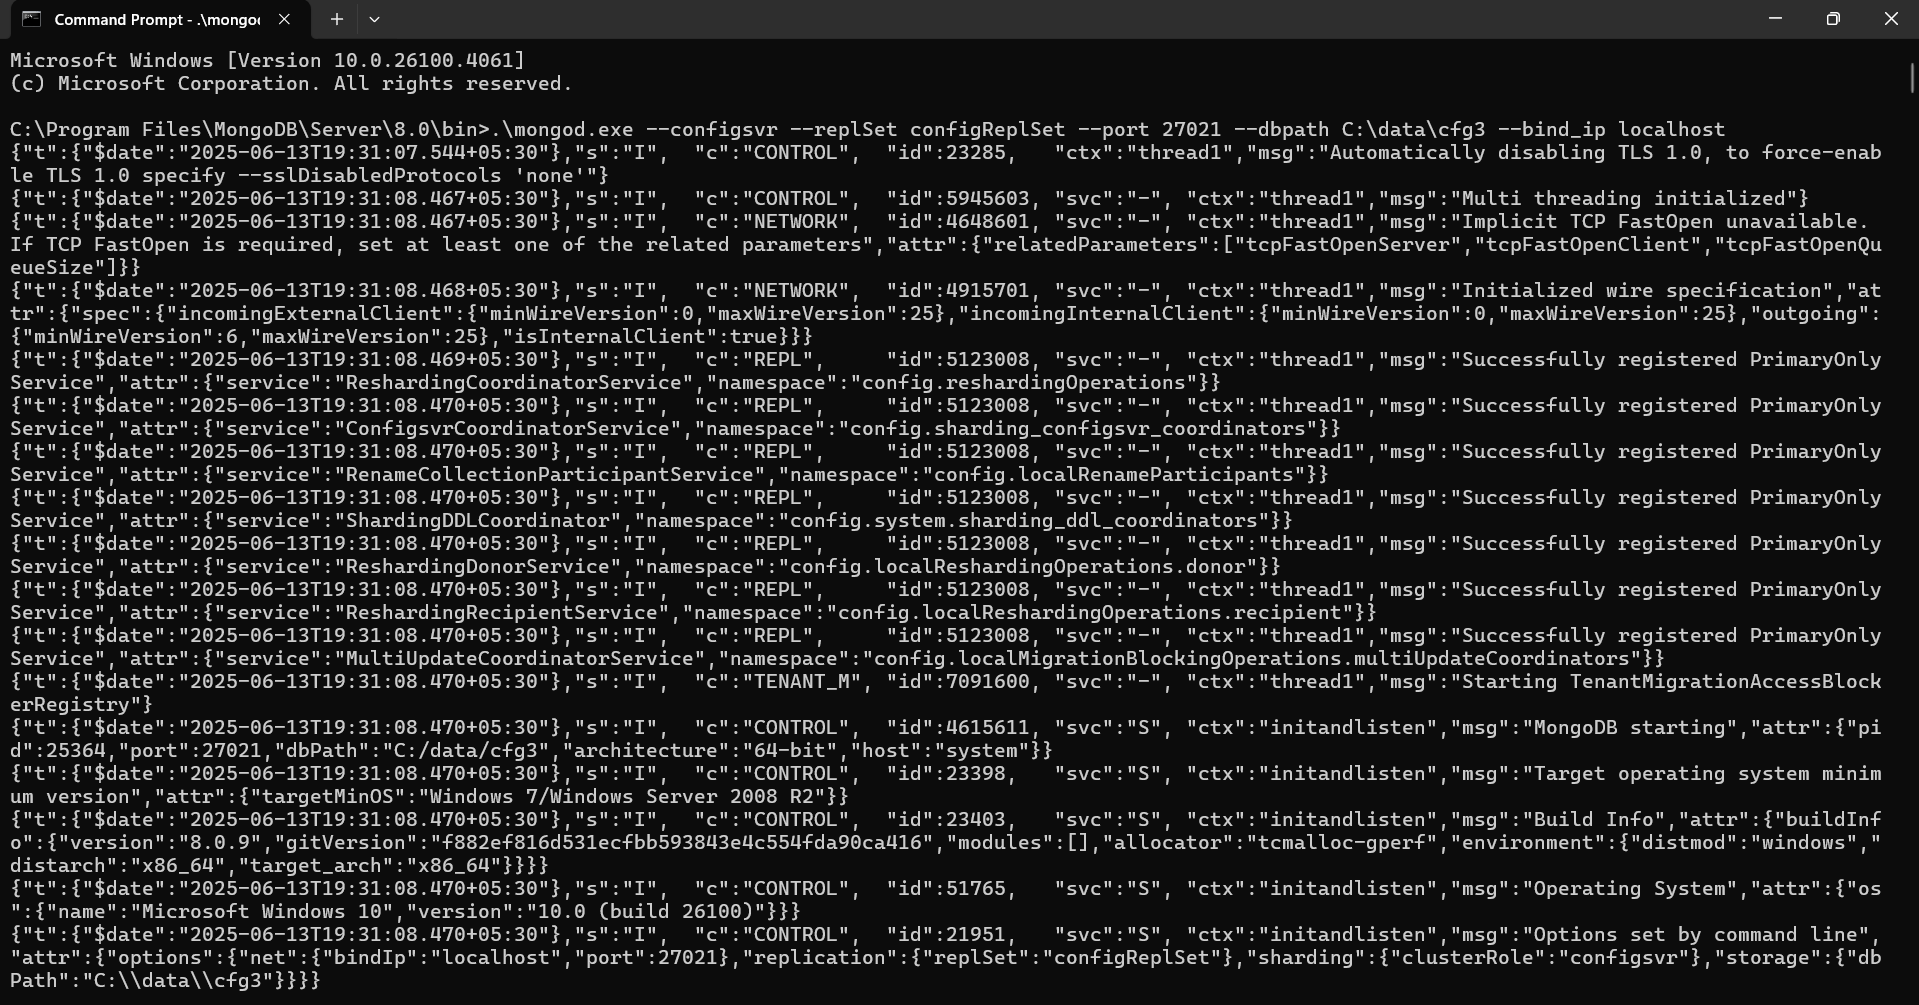 Command Prompt - .\mongo
Microsoft Windows [Version 10.0.26100.4061]
(c) Microsoft Corporation. All rights reserved.
C:\Program Files\MongoDB\Server\8.0\bin>.\mongod.exe --configsvr --replSet configReplSet --port 27021 --dbpath C:\data\cfg3 --bind_ip localhost
{"t":{"$date":"2025-06-13T19:31:07.544+05:30"},"s":"I",  "c":"CONTROL",  "id":23285,   "ctx":"thread1","msg":"Automatically disabling TLS 1.0, to force-enab
le TLS 1.0 specify --sslDisabledProtocols 'none'"}
{"t":{"$date":"2025-06-13T19:31:08.467+05:30"},"s":"I",  "c":"CONTROL",  "id":5945603, "svc":"-", "ctx":"thread1","msg":"Multi threading initialized"}
{"t":{"$date":"2025-06-13T19:31:08.467+05:30"},"s":"I",  "c":"NETWORK",  "id":4648601, "svc":"-", "ctx":"thread1","msg":"Implicit TCP FastOpen unavailable.
If TCP FastOpen is required, set at least one of the related parameters","attr":{"relatedParameters":["tcpFastOpenServer","tcpFastOpenClient","tcpFastOpenQu
eueSize"]}}
{"t":{"$date":"2025-06-13T19:31:08.468+05:30"},"s":"I",  "c":"NETWORK",  "id":4915701, "svc":"-", "ctx":"thread1","msg":"Initialized wire specification","at
tr":{"spec":{"incomingExternalClient":{"minWireVersion":0,"maxWireVersion":25},"incomingInternalClient":{"minWireVersion":0,"maxWireVersion":25},"outgoing":
{"minWireVersion":6,"maxWireVersion":25},"isInternalClient":true}}}
{"t":{"$date":"2025-06-13T19:31:08.469+05:30"},"s":"I",  "c":"REPL",     "id":5123008, "svc":"-", "ctx":"thread1","msg":"Successfully registered PrimaryOnly
Service","attr":{"service":"ReshardingCoordinatorService","namespace":"config.reshardingOperations"}}
{"t":{"$date":"2025-06-13T19:31:08.470+05:30"},"s":"I",  "c":"REPL",     "id":5123008, "svc":"-", "ctx":"thread1","msg":"Successfully registered PrimaryOnly
Service","attr":{"service":"ConfigsvrCoordinatorService","namespace":"config.sharding_configsvr_coordinators"}}
{"t":{"$date":"2025-06-13T19:31:08.470+05:30"},"s":"I",  "c":"REPL",     "id":5123008, "svc":"-", "ctx":"thread1","msg":"Successfully registered PrimaryOnly
Service","attr":{"service":"RenameCollectionParticipantService","namespace":"config.localRenameParticipants"}}
{"t":{"$date":"2025-06-13T19:31:08.470+05:30"},"s":"I",  "c":"REPL",     "id":5123008, "svc":"-", "ctx":"thread1","msg":"Successfully registered PrimaryOnly
Service","attr":{"service":"ShardingDDLCoordinator","namespace":"config.system.sharding_ddl_coordinators"}}
{"t":{"$date":"2025-06-13T19:31:08.470+05:30"},"s":"I",  "c":"REPL",     "id":5123008, "svc":"-", "ctx":"thread1","msg":"Successfully registered PrimaryOnly
Service","attr":{"service":"ReshardingDonorService","namespace":"config.localReshardingOperations.donor"}}
{"t":{"$date":"2025-06-13T19:31:08.470+05:30"},"s":"I",  "c":"REPL",     "id":5123008, "svc":"-", "ctx":"thread1","msg":"Successfully registered PrimaryOnly
Service","attr":{"service":"ReshardingRecipientService","namespace":"config.localReshardingOperations.recipient"}}
{"t":{"$date":"2025-06-13T19:31:08.470+05:30"},"s":"I",  "c":"REPL",     "id":5123008, "svc":"-", "ctx":"thread1","msg":"Successfully registered PrimaryOnly
Service","attr":{"service":"MultiUpdateCoordinatorService","namespace":"config.localMigrationBlockingOperations.multiUpdateCoordinators"}}
{"t":{"$date":"2025-06-13T19:31:08.470+05:30"},"s":"I",  "c":"TENANT_M", "id":7091600, "svc":"-", "ctx":"thread1","msg":"Starting TenantMigrationAccessBlock
erRegistry"}
{"t":{"$date":"2025-06-13T19:31:08.470+05:30"},"s":"I",  "c":"CONTROL",  "id":4615611, "svc":"S", "ctx":"initandlisten","msg":"MongoDB starting","attr":{"pi
d":25364,"port":27021,"dbPath":"C:/data/cfg3","architecture":"64-bit","host":"system"}}
{"t":{"$date":"2025-06-13T19:31:08.470+05:30"},"s":"I",  "c":"CONTROL",  "id":23398,   "svc":"S", "ctx":"initandlisten","msg":"Target operating system minim
um version","attr":{"targetMinOS":"Windows 7/Windows Server 2008 R2"}}
{"t":{"$date":"2025-06-13T19:31:08.470+05:30"},"s":"I",  "c":"CONTROL",  "id":23403,   "svc":"S", "ctx":"initandlisten","msg":"Build Info","attr":{"buildInf
o":{"version":"8.0.9","gitVersion":"f882ef816d531ecfbb593843e4c554fda90ca416","modules":[],"allocator":"tcmalloc-gperf","environment":{"distmod":"windows","
distarch":"x86_64","target_arch":"x86_64"}}}}
{"t":{"$date":"2025-06-13T19:31:08.470+05:30"},"s":"I",  "c":"CONTROL",  "id":51765,   "svc":"S", "ctx":"initandlisten","msg":"Operating System","attr":{"os
":{"name":"Microsoft Windows 10","version":"10.0 (build 26100)"}}}
{"t":{"$date":"2025-06-13T19:31:08.470+05:30"},"s":"I",  "c":"CONTROL",  "id":21951,   "svc":"S", "ctx":"initandlisten","msg":"Options set by command line",
"attr":{"options":{"net":{"bindIp":"localhost","port":27021},"replication":{"replSet":"configReplSet"},"sharding":{"clusterRole":"configsvr"},"storage":{"db
Path":"C:\\data\\cfg3"}}}}